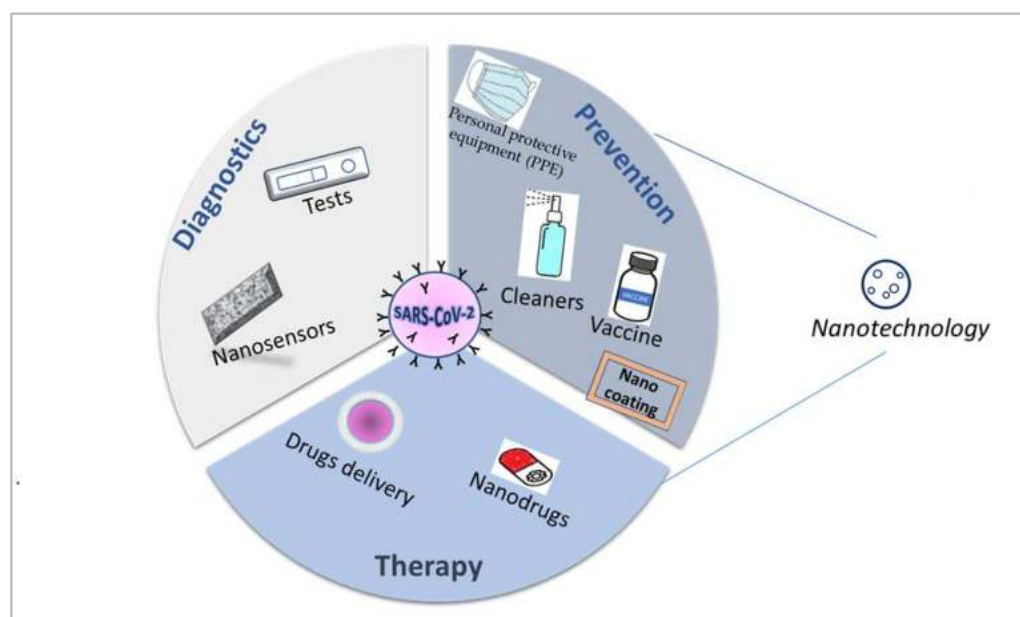 Diagnostics
Tests
Nanosensors
Prevention
Personal protective
equipment (PPE)
Cleaners
VACCINE
Vaccine
Nano
coating
SARS-CoV-2
Drugs delivery
Nanodrugs
Therapy
Nanotechnology